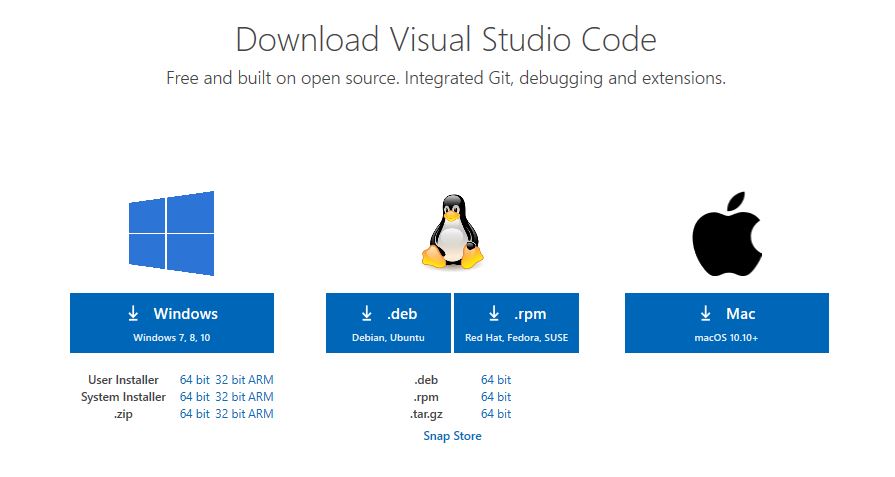 Download Visual Studio Code
Free and built on open source. Integrated Git, debugging and extensions.
Windows
Windows 7, 8, 10
User Installer 64 bit 32 bit ARM
System Installer 64 bit 32 bit ARM
.zip 64 bit 32 bit ARM
.deb
Debian, Ubuntu
.rpm
Red Hat, Fedora, SUSE
.deb 64 bit
.rpm 64 bit
.tar.gz 64 bit
Snap Store
Mac
macOS 10.10+